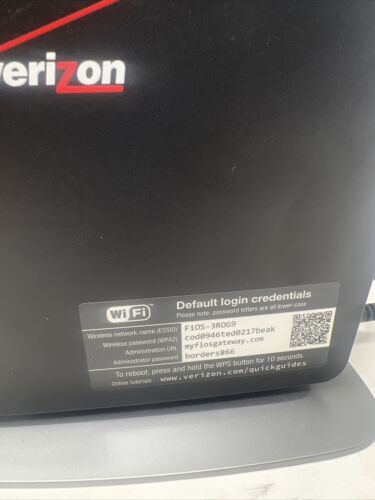 verizon
WiFi
Default login credentials
Please note: password letters are all lower-case
Wireless network name (ESSID) FiOS-3ROG9
Wireless password (WPA2) cod0946ted0217beak
Administration URL myfiosgateway.com
Administrator password borders866
To reboot, press and hold the WPS button for 10 seconds.
Online tutorials - www.verizon.com/quickguides